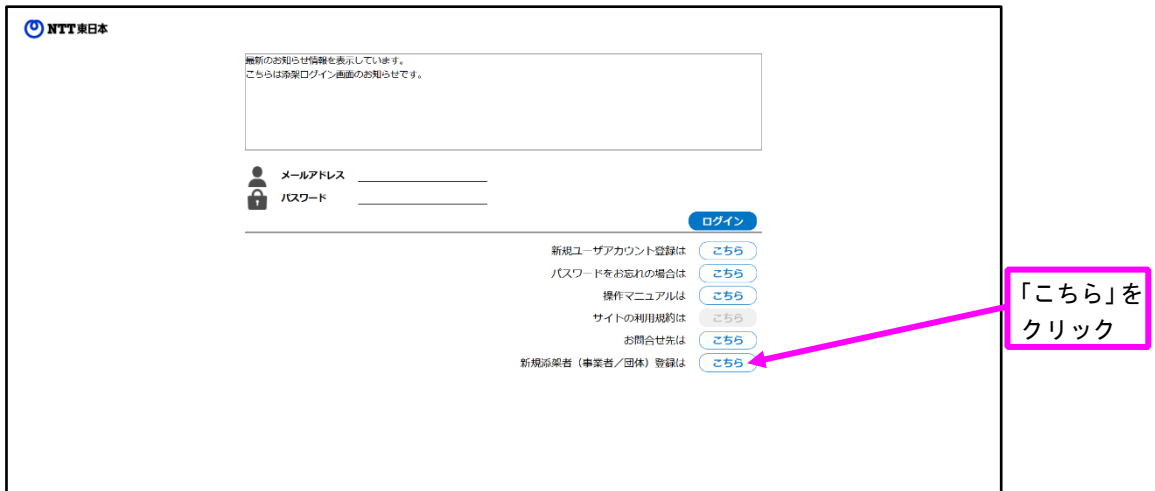 NTT東日本
最新のお知らせ情報を表示しています。
こちらは添架ログイン画面のお知らせです。
メールアドレス
パスワード
ログイン
新規ユーザアカウント登録は こちら
パスワードをお忘れの場合は こちら
操作マニュアルは こちら
サイトの利用規約は こちら
お問合せ先は こちら
新規添架者（事業者／団体）登録は こちら
「こちら」を
クリック